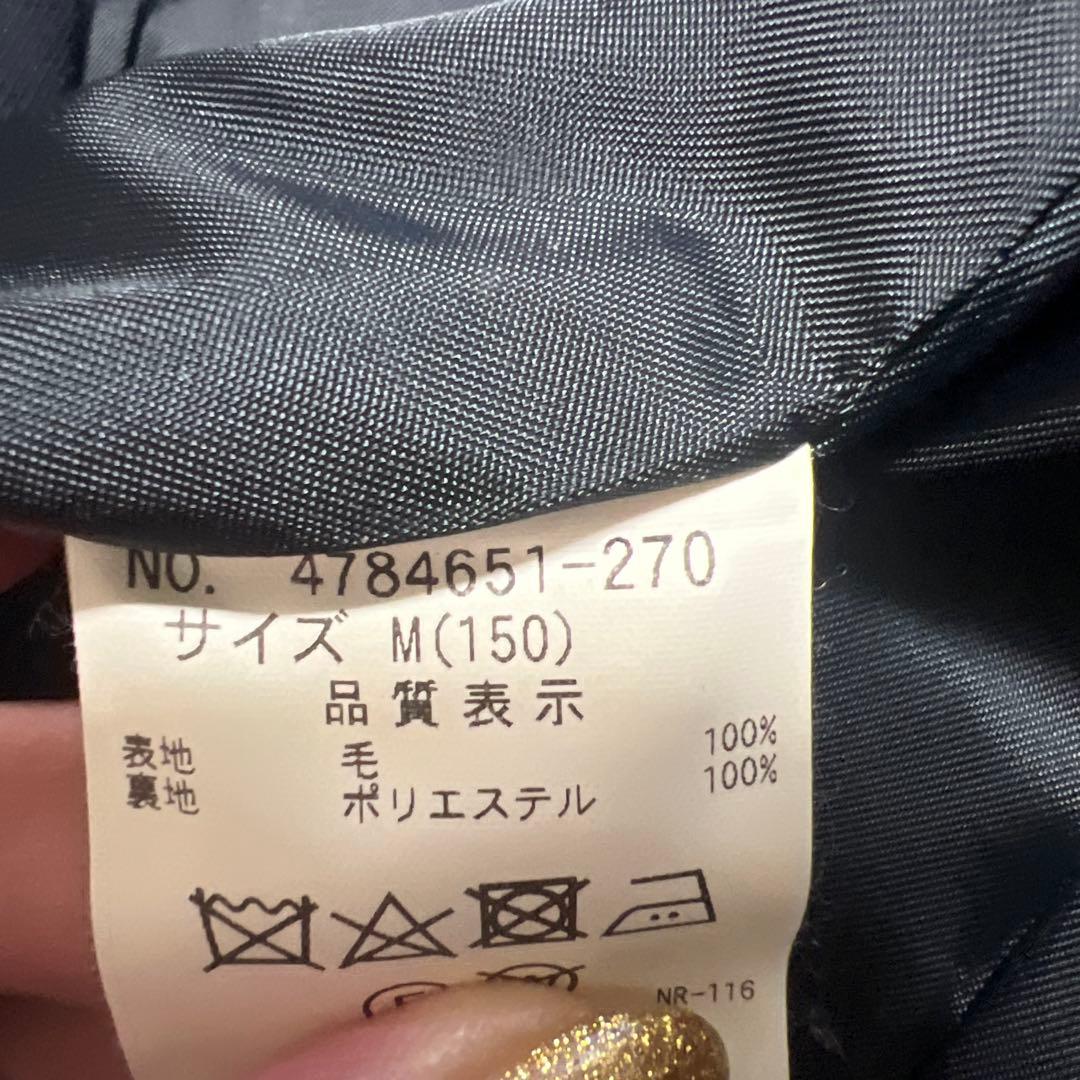 NO. 4784651-270
サイズ M(150)
品質表示
表地 毛 100%
裏地 ポリエステル 100%
NR-116